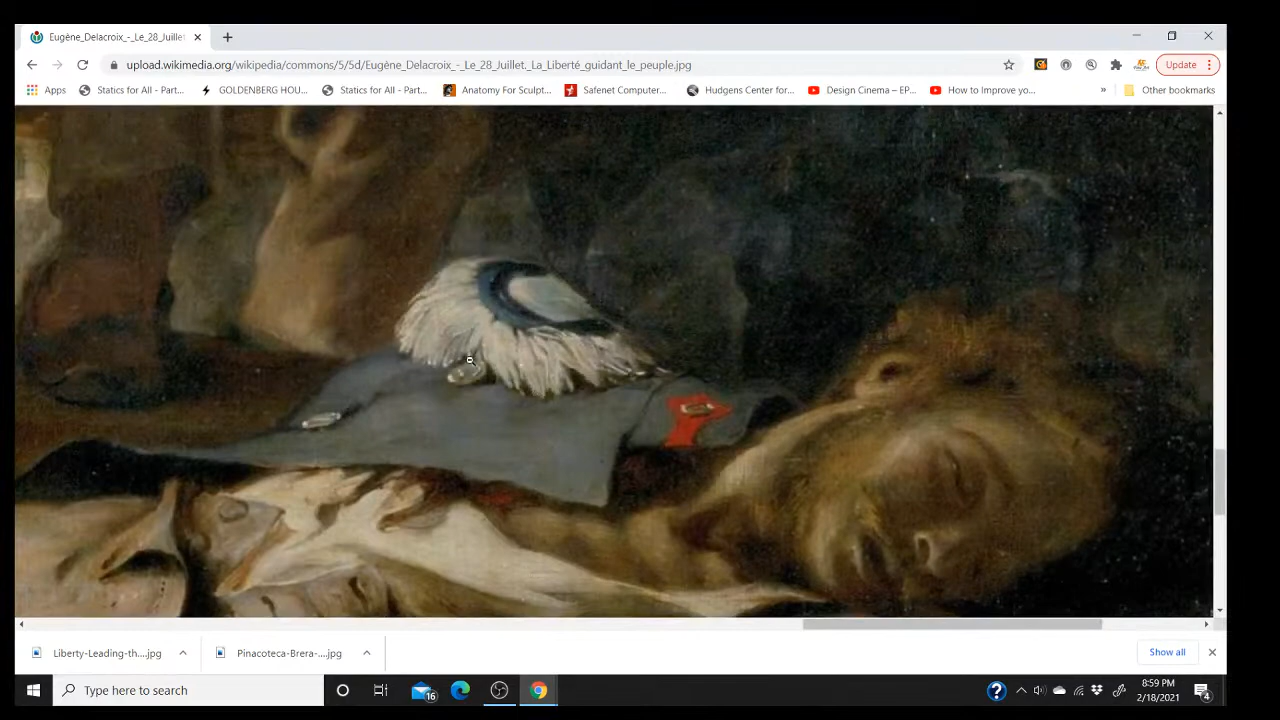 Eugène_Delacroix_-_Le_28_Juillet
upload.wikimedia.org/wikipedia/commons/5/5d/Eugène_Delacroix_-_Le_28_Juillet._La_Liberté_guidant_le_peuple.jpg
Update
Apps
Statics for All - Part...
GOLDENBERG HOU...
Statics for All - Part...
Anatomy For Sculpt...
Safenet Computer...
Hudgens Center for...
Design Cinema – EP...
How to Improve yo...
»
Other bookmarks
Liberty-Leading-th....jpg
Pinacoteca-Brera-....jpg
Show all
Type here to search
16
8:59 PM
2/18/2021
4